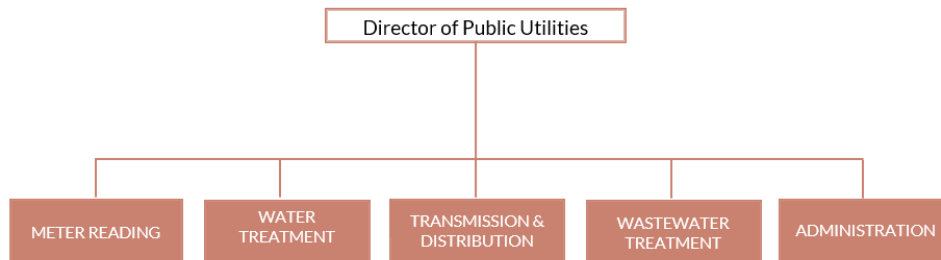 Director of Public Utilities
METER READING
WATER
TREATMENT
TRANSMISSION &
DISTRIBUTION
WASTEWATER
TREATMENT
ADMINISTRATION